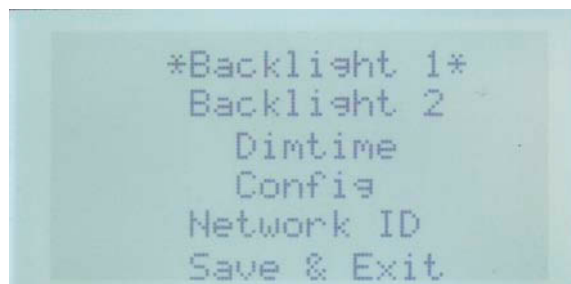 *Backlight 1*
Backlight 2
Dimtime
Config
Network ID
Save & Exit